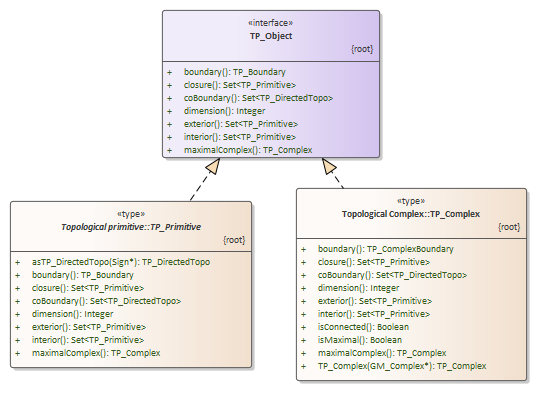 «interface»
TP_Object
{root}
+ boundary(): TP_Boundary
+ closure(): Set<TP_Primitive>
+ coBoundary(): Set<TP_DirectedTopo>
+ dimension(): Integer
+ exterior(): Set<TP_Primitive>
+ interior(): Set<TP_Primitive>
+ maximalComplex(): TP_Complex
«type»
Topological primitive::TP_Primitive
{root}
+ asTP_DirectedTopo(Sign*): TP_DirectedTopo
+ boundary(): TP_Boundary
+ closure(): Set<TP_Primitive>
+ coBoundary(): Set<TP_DirectedTopo>
+ dimension(): Integer
+ exterior(): Set<TP_Primitive>
+ interior(): Set<TP_Primitive>
+ maximalComplex(): TP_Complex
«type»
Topological Complex::TP_Complex
{root}
+ boundary(): TP_ComplexBoundary
+ closure(): Set<TP_Primitive>
+ coBoundary(): Set<TP_DirectedTopo>
+ dimension(): Integer
+ exterior(): Set<TP_Primitive>
+ interior(): Set<TP_Primitive>
+ isConnected(): Boolean
+ isMaximal(): Boolean
+ maximalComplex(): TP_Complex
+ TP_Complex(GM_Complex*): TP_Complex